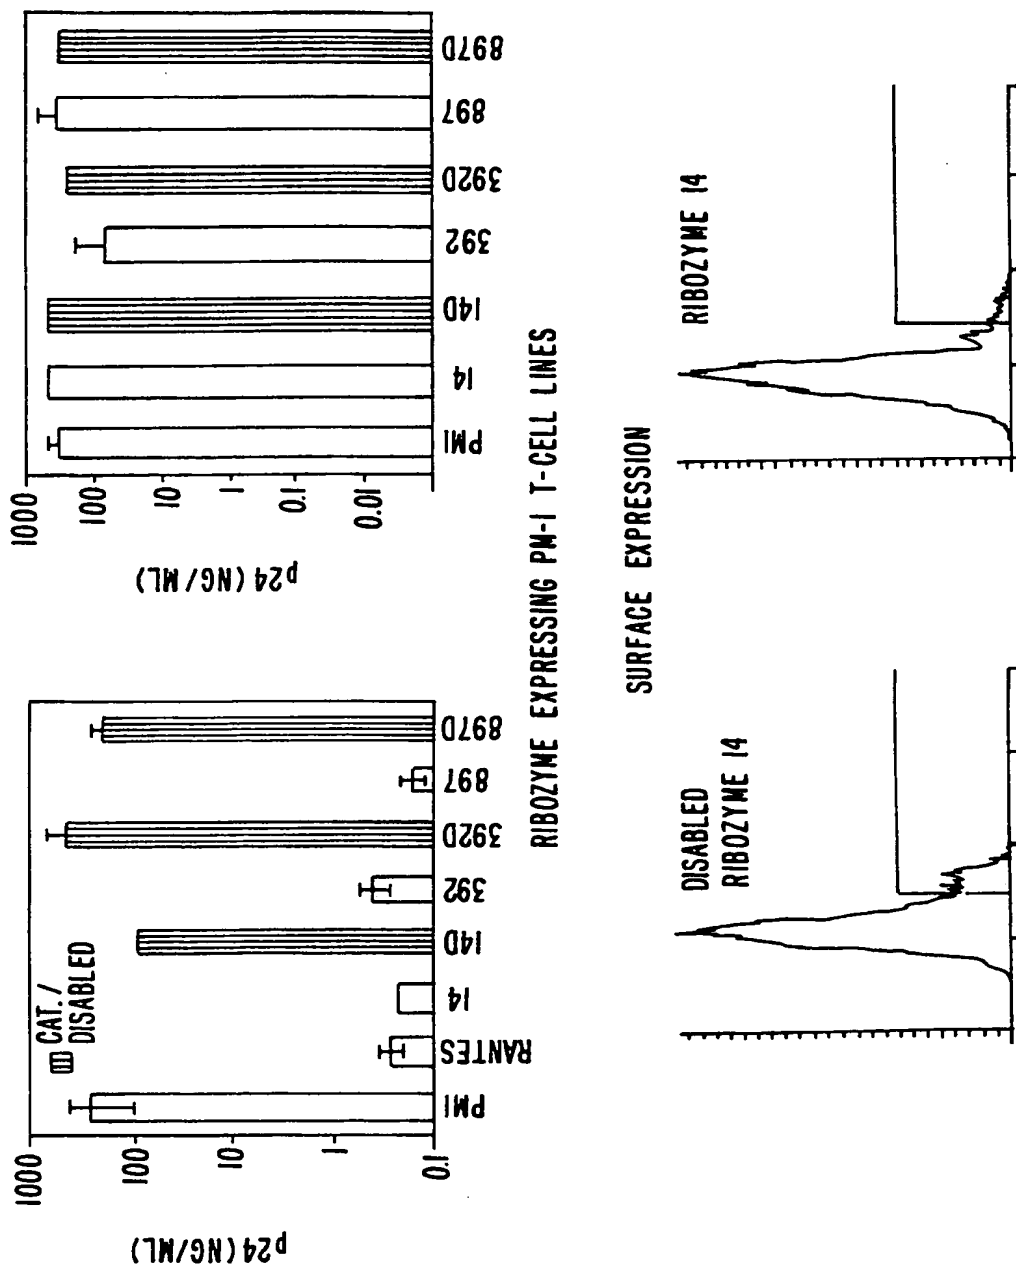 1000
100
10
1
0.1
p24 (NG/ML)
CAT./
DISABLED
PM1
RANTES
14
14D
392
392D
897
897D
1000
100
10
1
0.1
0.01
p24 (NG/ML)
PM1
14
14D
392
392D
897
897D
RIBOZYME EXPRESSING PM-1 T-CELL LINES
SURFACE EXPRESSION
DISABLED
RIBOZYME 14
RIBOZYME 14